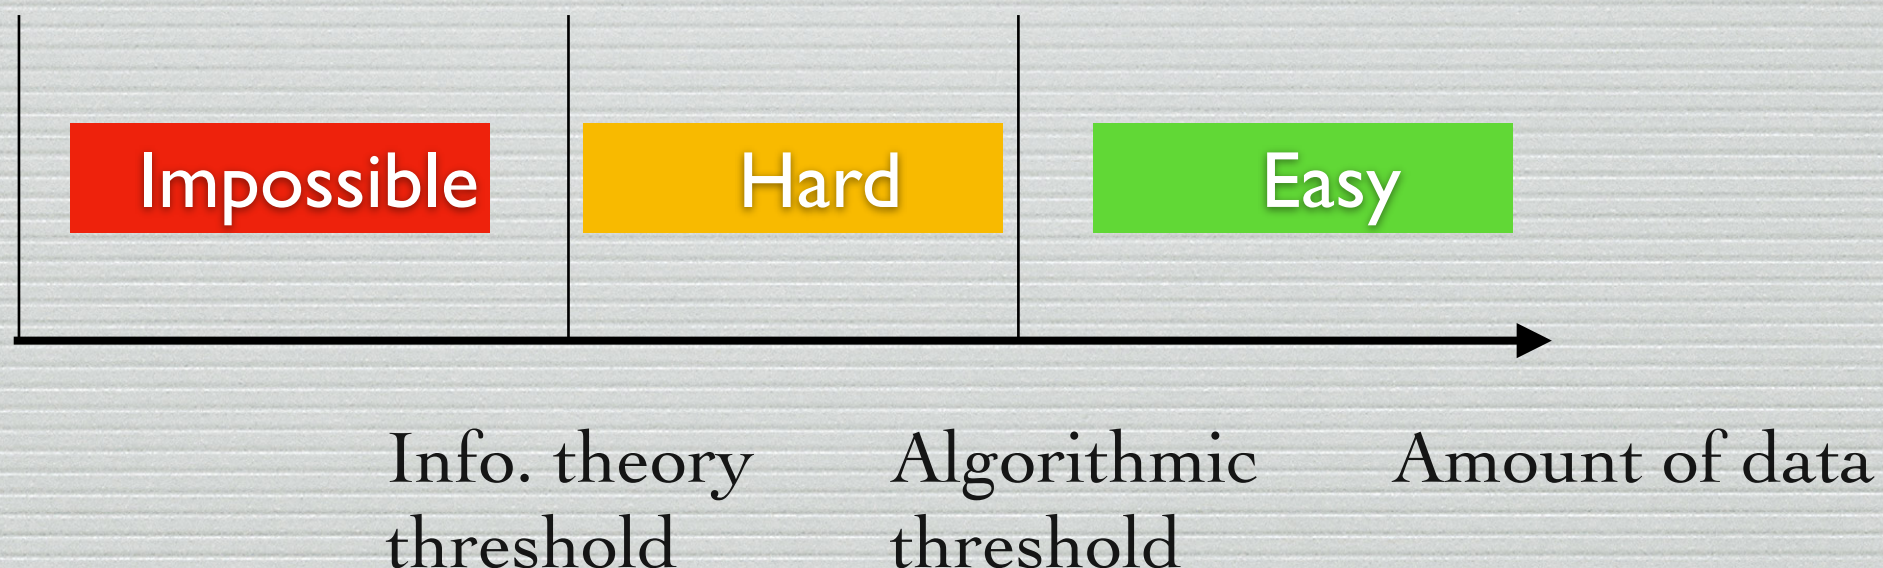 Impossible
Hard
Easy
Info. theory
threshold
Algorithmic
threshold
Amount of data